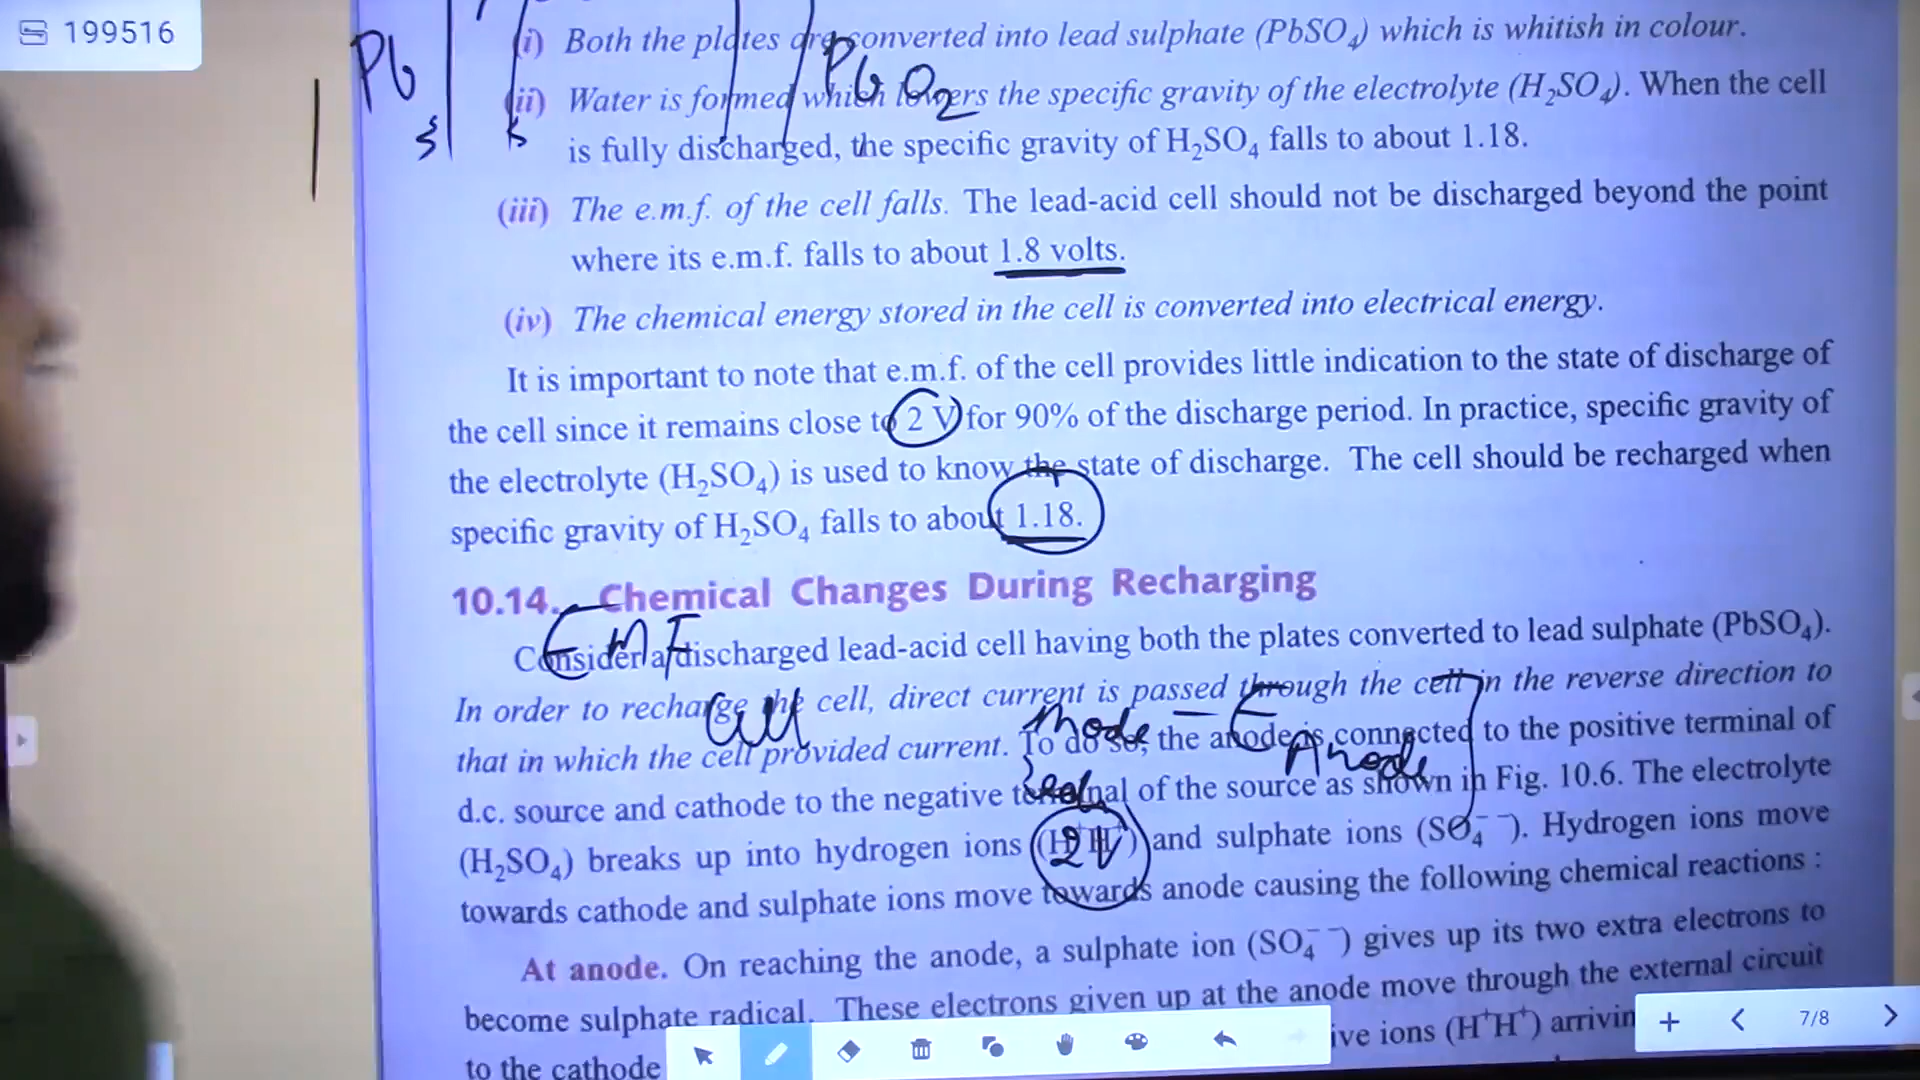 199516
Pb
PbO2
(i) Both the plates are converted into lead sulphate (PbSO4) which is whitish in colour.
(ii) Water is formed which lowers the specific gravity of the electrolyte (H2SO4). When the cell
is fully discharged, the specific gravity of H2SO4 falls to about 1.18.
(iii) The e.m.f. of the cell falls. The lead-acid cell should not be discharged beyond the point
where its e.m.f. falls to about 1.8 volts.
(iv) The chemical energy stored in the cell is converted into electrical energy.
It is important to note that e.m.f. of the cell provides little indication to the state of discharge of
the cell since it remains close to 2 V for 90% of the discharge period. In practice, specific gravity of
the electrolyte (H2SO4) is used to know the state of discharge. The cell should be recharged when
specific gravity of H2SO4 falls to about 1.18.
10.14. Chemical Changes During Recharging
EMF
Consider a discharged lead-acid cell having both the plates converted to lead sulphate (PbSO4).
In order to recharge the cell, direct current is passed through the cell in the reverse direction to
that in which the cell provided current. To do so, the anode is connected to the positive terminal of
Anode
d.c. source and cathode to the negative terminal of the source as shown in Fig. 10.6. The electrolyte
(H2SO4) breaks up into hydrogen ions and sulphate ions (SO4−−). Hydrogen ions move
2V
towards cathode and sulphate ions move towards anode causing the following chemical reactions :
At anode. On reaching the anode, a sulphate ion (SO4−−) gives up its two extra electrons to
become sulphate radical. These electrons given up at the anode move through the external circuit
to the cathode ive ions (H+H+) arrivin
7/8